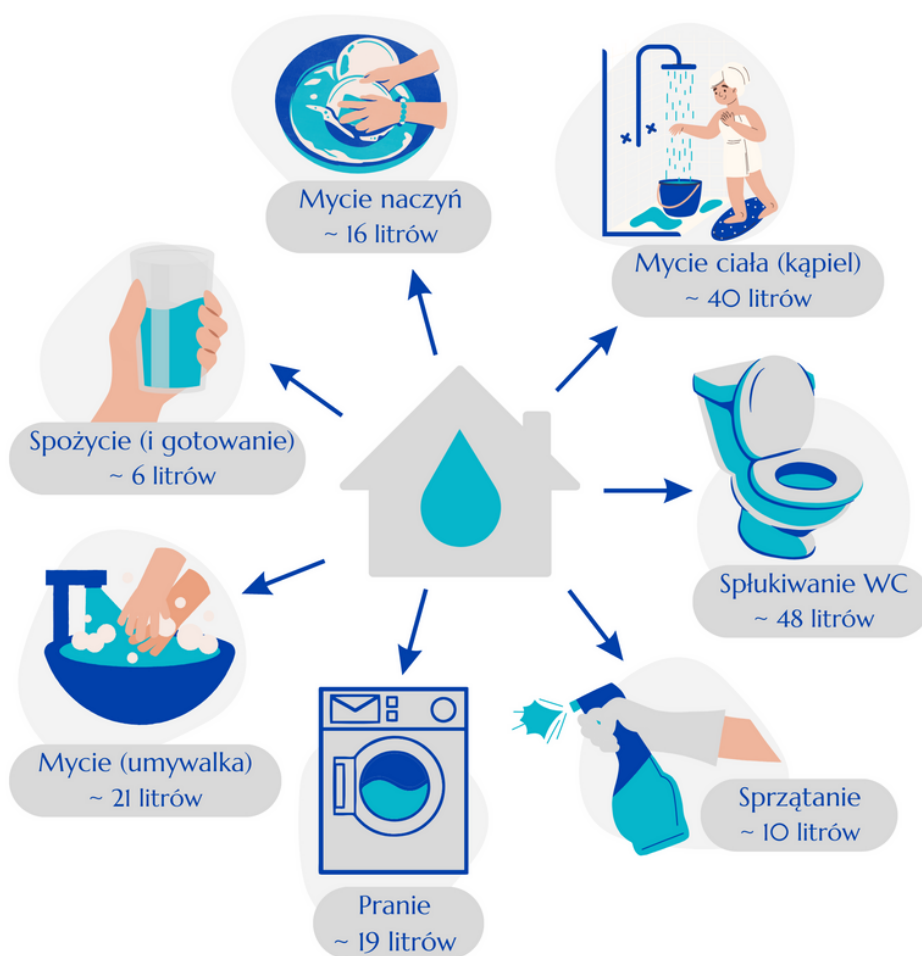 Mycie naczyń
~ 16 litrów
Mycie ciała (kąpiel)
~ 40 litrów
Spożycie (i gotowanie)
~ 6 litrów
Spłukiwanie WC
~ 48 litrów
Mycie (umywalka)
~ 21 litrów
Sprzątanie
~ 10 litrów
Pranie
~ 19 litrów